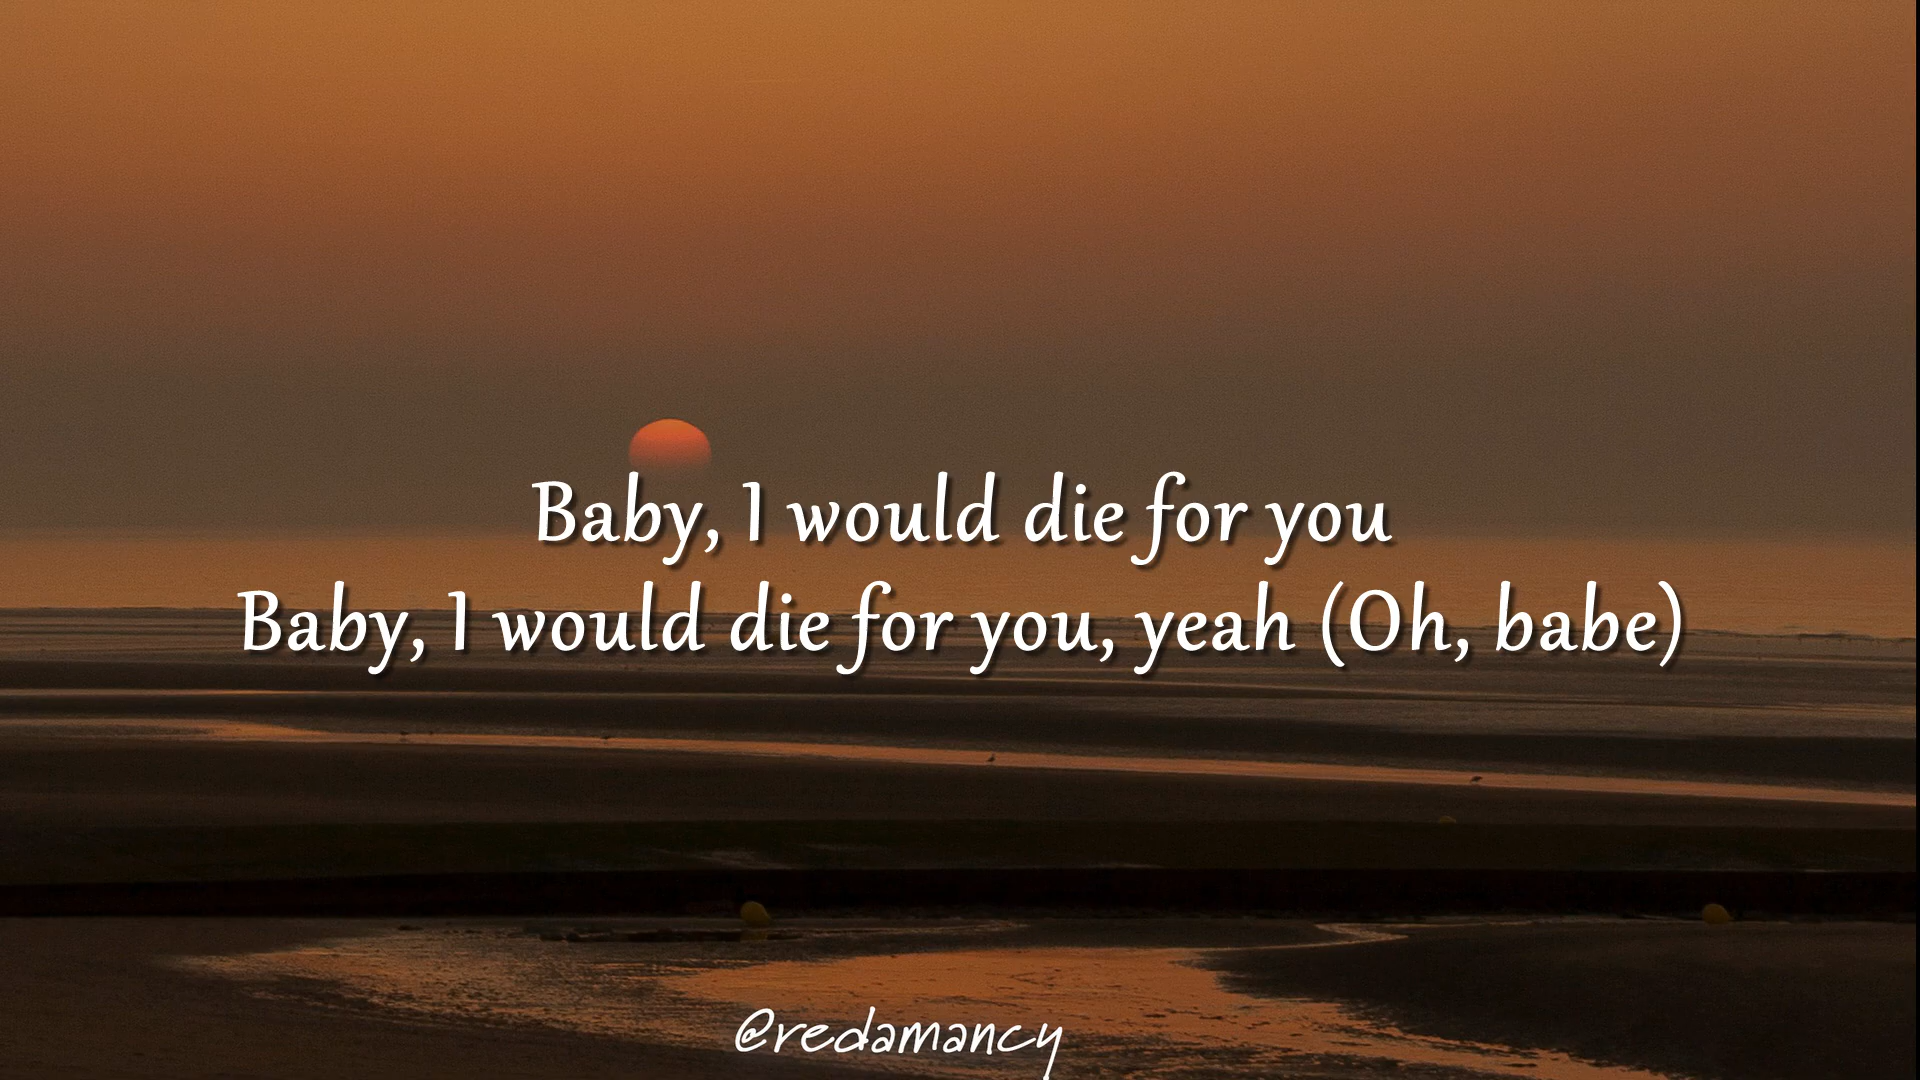 Baby, I would die for you
Baby, I would die for you, yeah (Oh, babe)
@redamancy